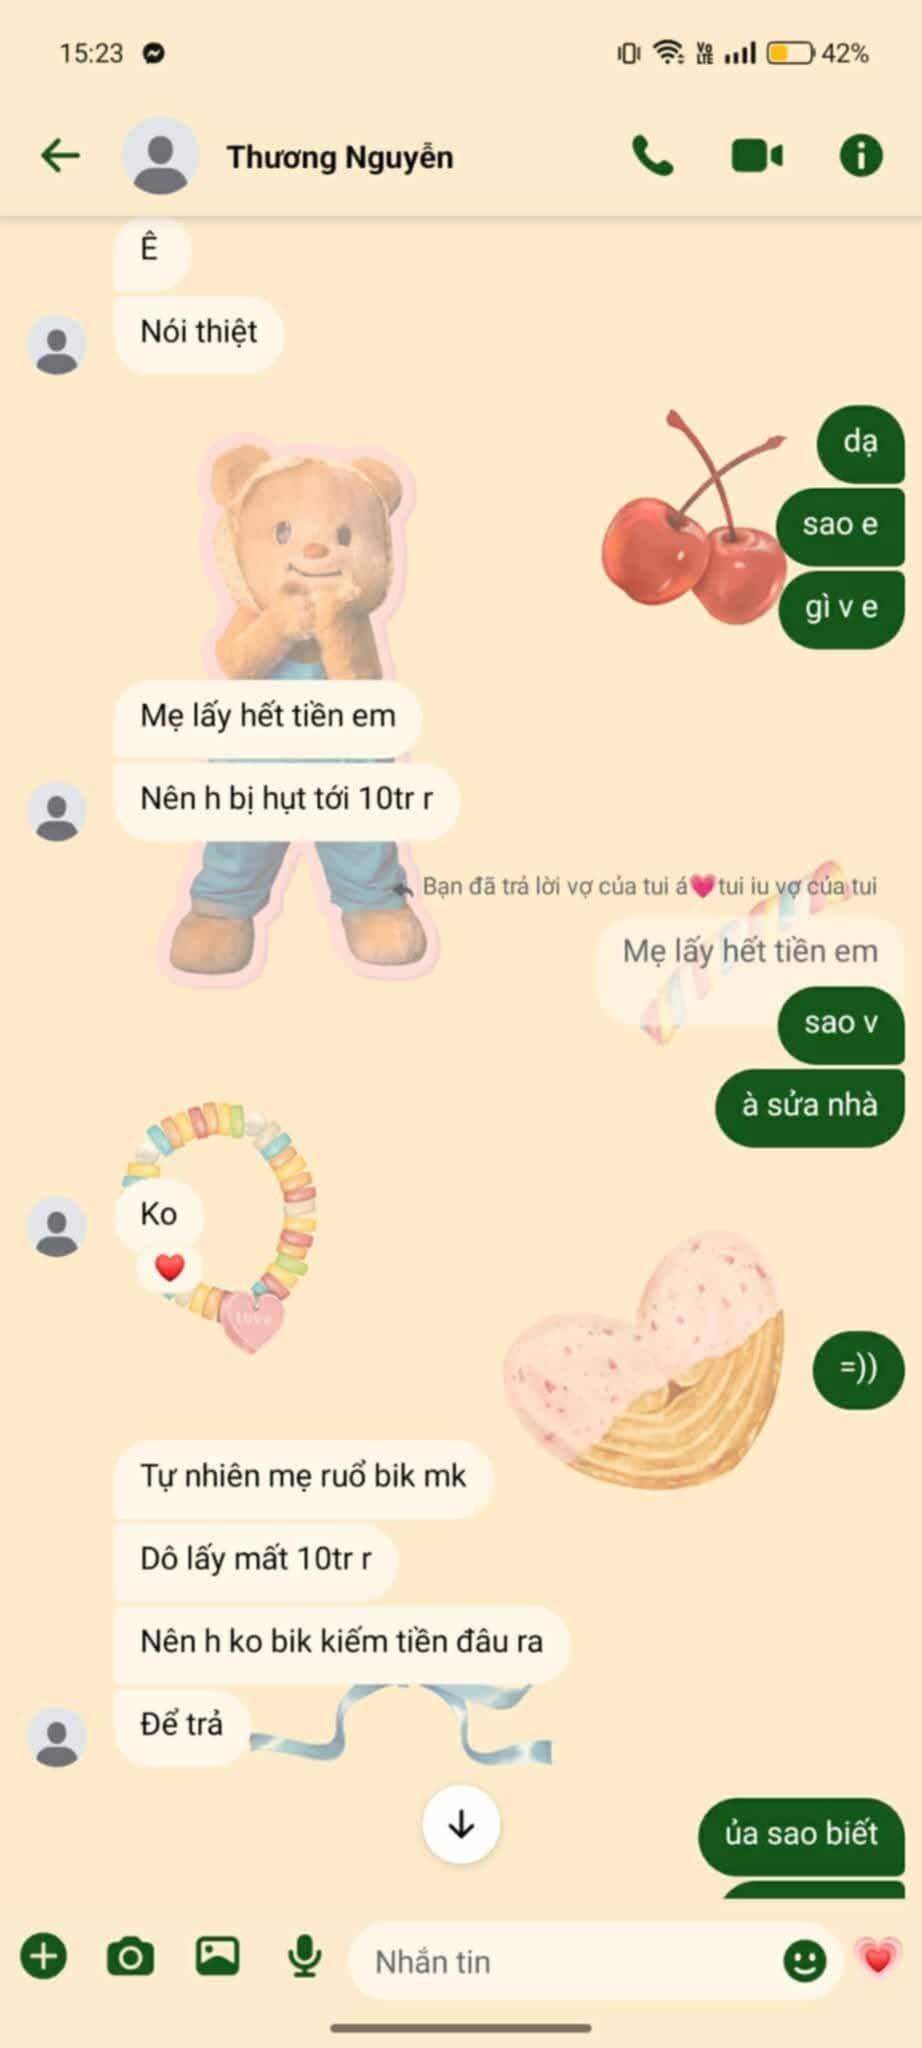 15:23
Vo
LTE
42%
Thương Nguyễn
Ê
Nói thiệt
dạ
sao e
gì v e
Mẹ lấy hết tiền em
Nên h bị hụt tới 10tr r
Bạn đã trả lời vợ của tui á💗tui iu vợ của tui
Mẹ lấy hết tiền em
sao v
à sửa nhà
Ko
❤️
love
=))
Tự nhiên mẹ ruổ bik mk
Dô lấy mất 10tr r
Nên h ko bik kiếm tiền đâu ra
Để trả
ủa sao biết
Nhắn tin